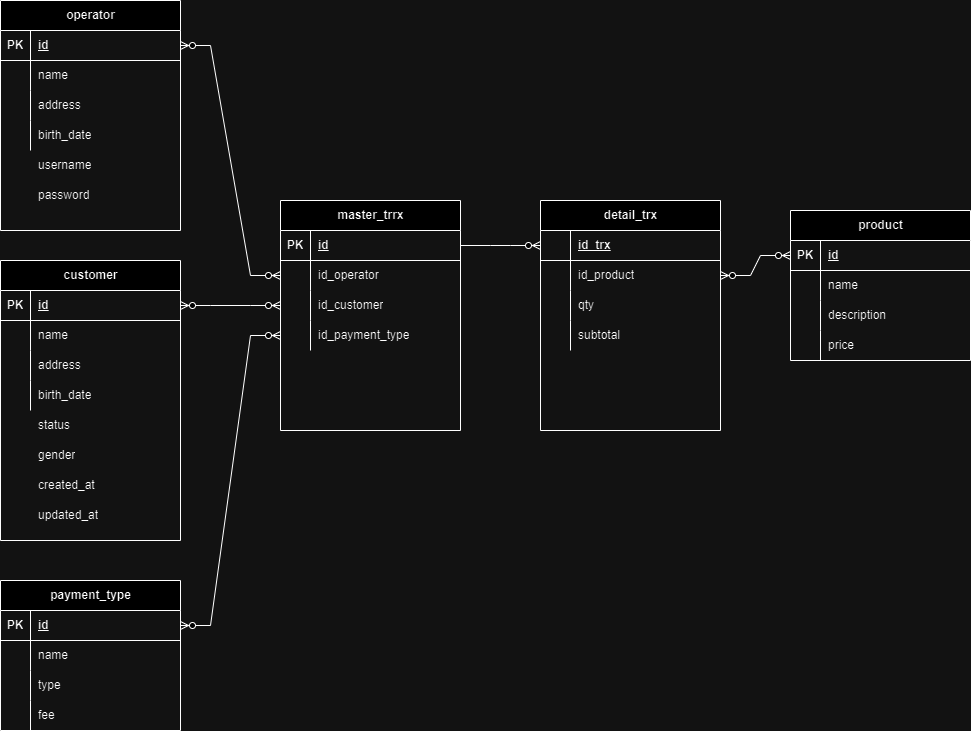 operator
PK id
name
address
birth_date
username
password
customer
PK id
name
address
birth_date
status
gender
created_at
updated_at
payment_type
PK id
name
type
fee
master_trrx
PK id
id_operator
id_customer
id_payment_type
detail_trx
id_trx
id_product
qty
subtotal
product
PK id
name
description
price